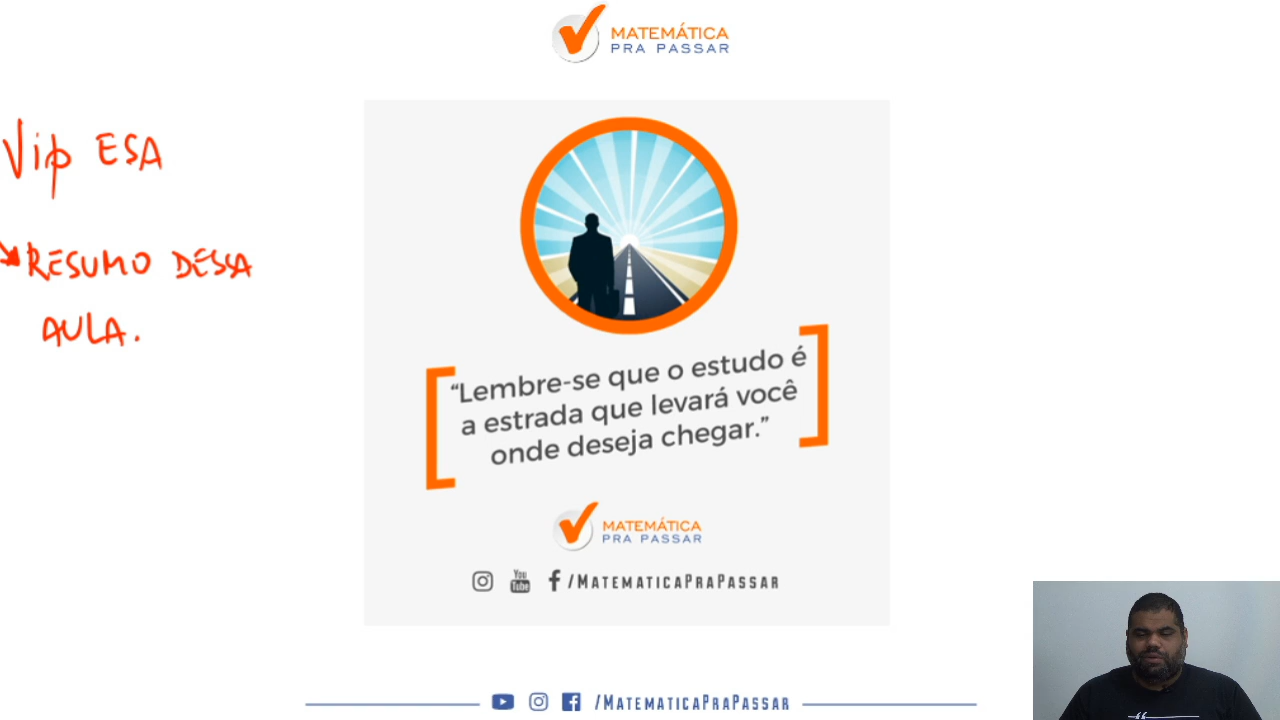 MATEMÁTICA
PRA PASSAR
Vip ESA
RESUMO DESSA
AULA.
“Lembre-se que o estudo é
a estrada que levará você
onde deseja chegar.”
MATEMÁTICA
PRA PASSAR
You
Tube
/MATEMATICAPRAPASSAR
/MATEMATICAPRAPASSAR